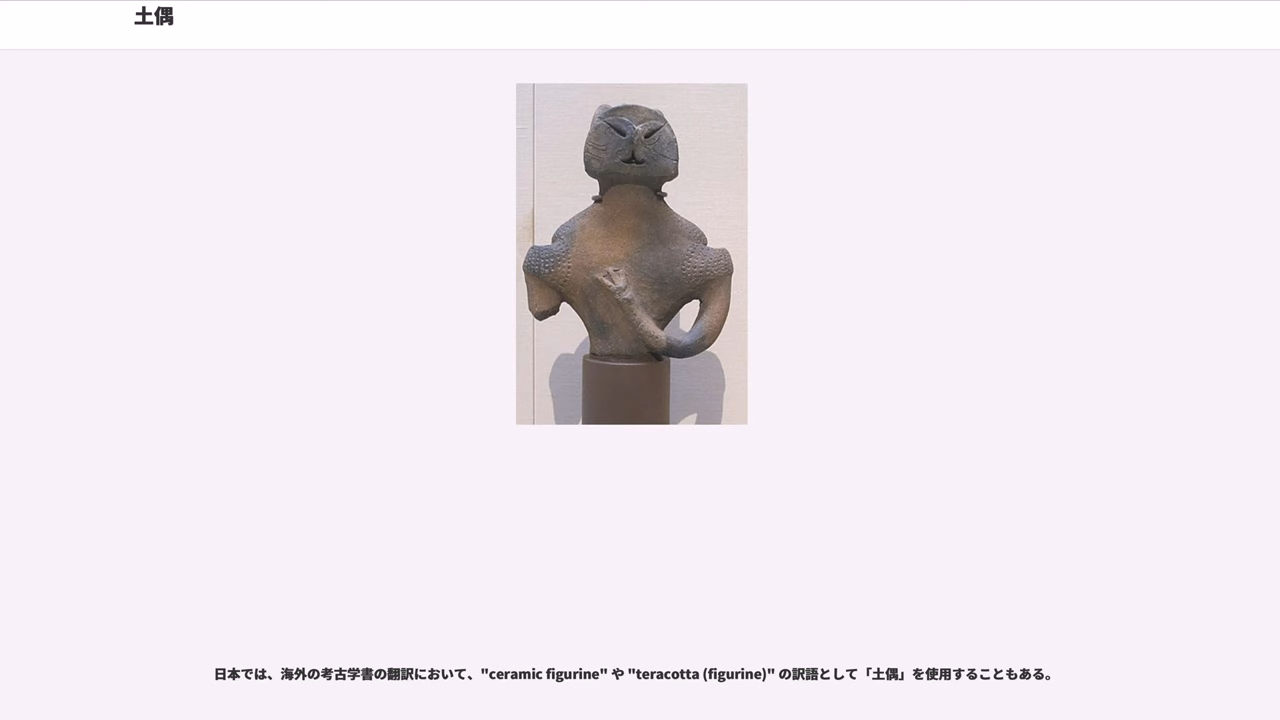 土偶
日本では、海外の考古学書の翻訳において、"ceramic figurine" や "teracotta (figurine)" の訳語として「土偶」を使用することもある。